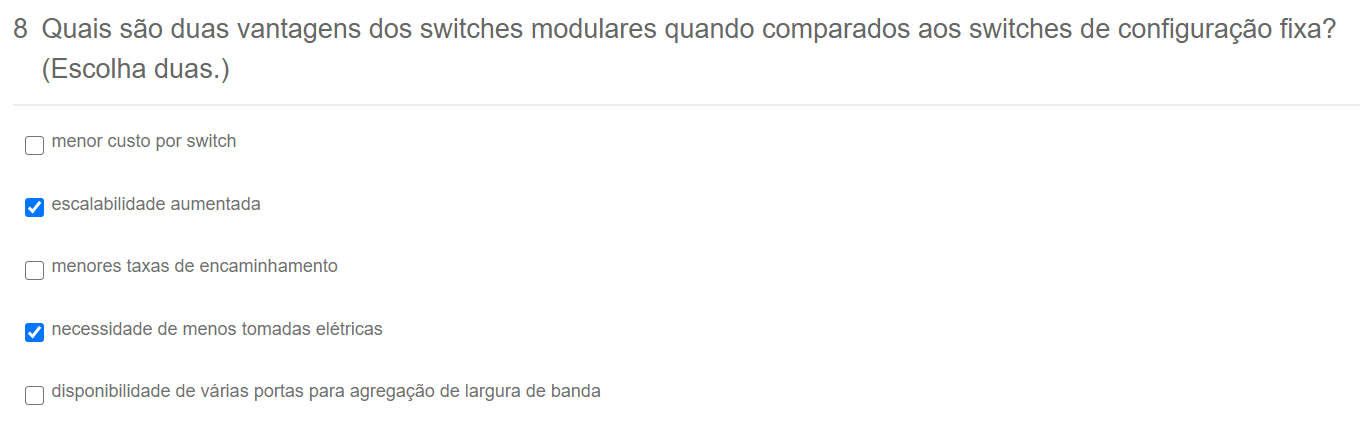 8 Quais são duas vantagens dos switches modulares quando comparados aos switches de configuração fixa?
(Escolha duas.)
menor custo por switch
escalabilidade aumentada
menores taxas de encaminhamento
necessidade de menos tomadas elétricas
disponibilidade de várias portas para agregação de largura de banda